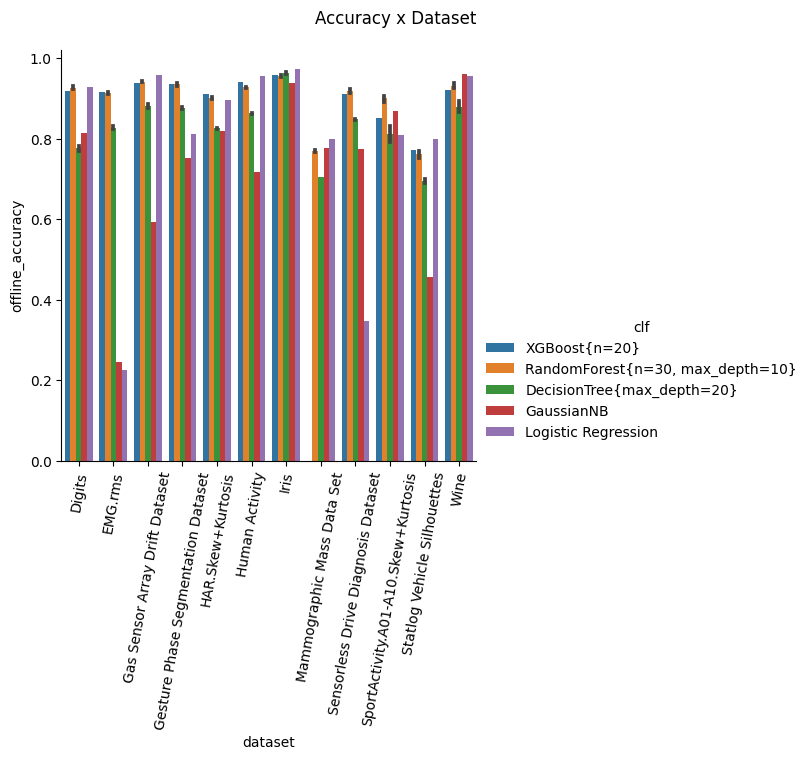 Accuracy x Dataset
offline_accuracy
1.0
0.8
0.6
0.4
0.2
0.0
Digits
EMG.rms
Gas Sensor Array Drift Dataset
Gesture Phase Segmentation Dataset
HAR.Skew+Kurtosis
Human Activity
Iris
Mammographic Mass Data Set
Sensorless Drive Diagnosis Dataset
SportActivity.A01-A10.Skew+Kurtosis
Statlog Vehicle Silhouettes
Wine
dataset
clf
XGBoost{n=20}
RandomForest{n=30, max_depth=10}
DecisionTree{max_depth=20}
GaussianNB
Logistic Regression